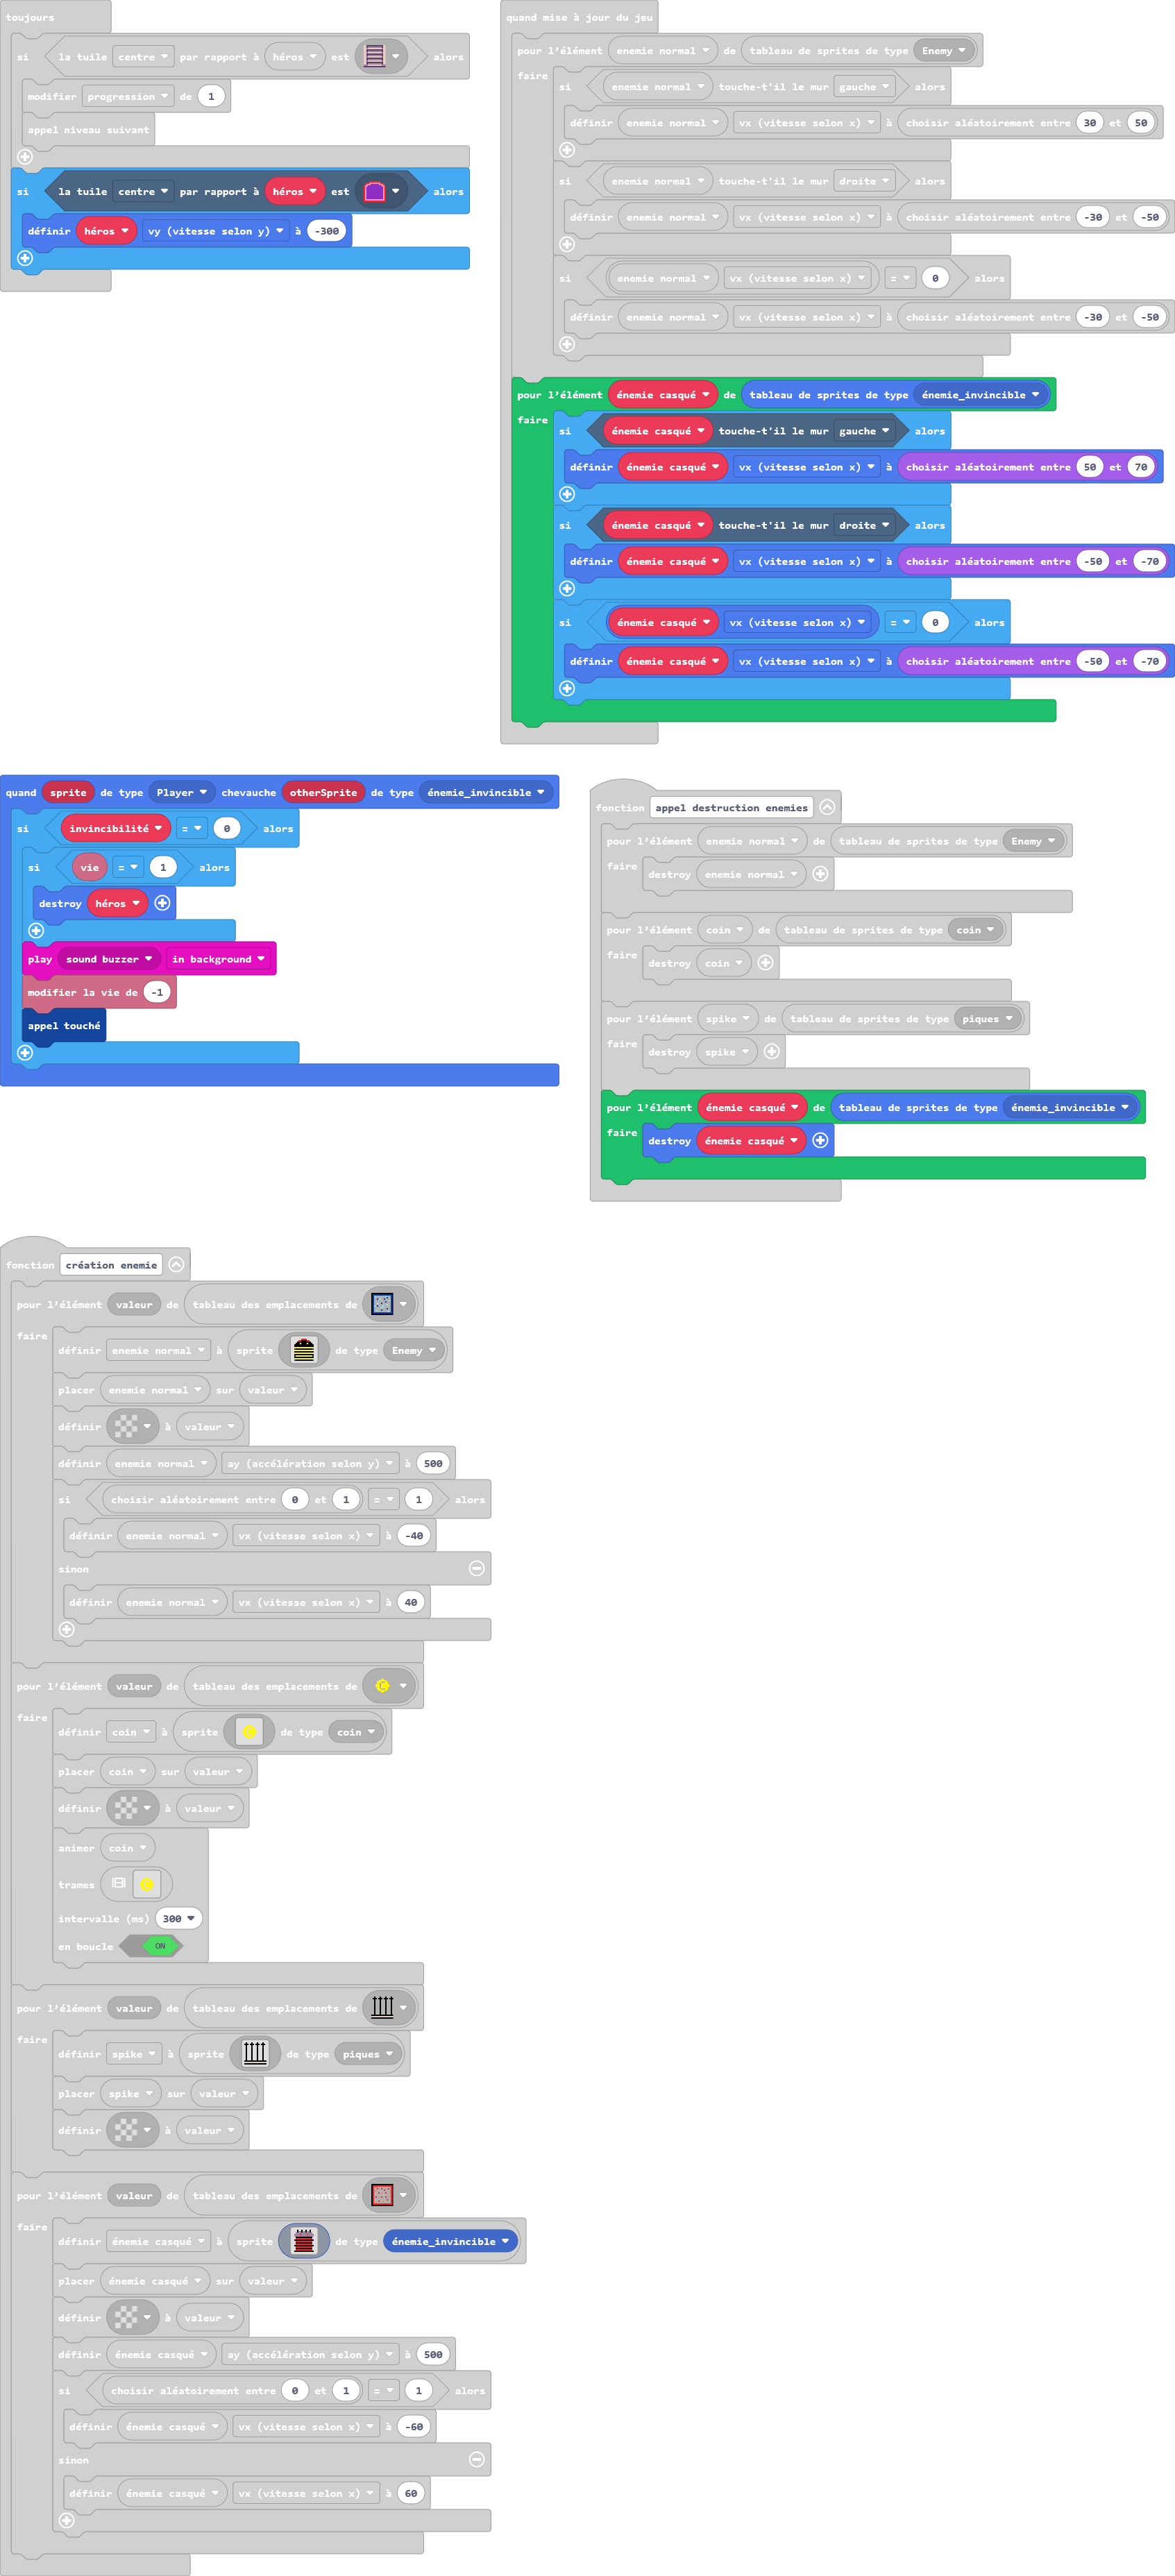 toujours
si la tuile centre par rapport à héros est alors
modifier progression de 1
appel niveau suivant
si la tuile centre par rapport à héros est alors
définir héros vy (vitesse selon y) à -300
quand mise à jour du jeu
pour l'élément enemie normal de tableau de sprites de type Enemy
faire
si enemie normal touche-t'il le mur gauche alors
définir enemie normal vx (vitesse selon x) à choisir aléatoirement entre 30 et 50
si enemie normal touche-t'il le mur droite alors
définir enemie normal vx (vitesse selon x) à choisir aléatoirement entre -30 et -50
si enemie normal vx (vitesse selon x) = 0 alors
définir enemie normal vx (vitesse selon x) à choisir aléatoirement entre -30 et -50
pour l'élément énemie casqué de tableau de sprites de type énemie_invincible
faire
si énemie casqué touche-t'il le mur gauche alors
définir énemie casqué vx (vitesse selon x) à choisir aléatoirement entre 50 et 70
si énemie casqué touche-t'il le mur droite alors
définir énemie casqué vx (vitesse selon x) à choisir aléatoirement entre -50 et -70
si énemie casqué vx (vitesse selon x) = 0 alors
définir énemie casqué vx (vitesse selon x) à choisir aléatoirement entre -50 et -70
quand sprite de type Player chevauche otherSprite de type énemie_invincible
si invincibilité = 0 alors
si vie = 1 alors
destroy héros
play sound buzzer in background
modifier la vie de -1
appel touché
fonction appel destruction enemies
pour l'élément enemie normal de tableau de sprites de type Enemy
faire
destroy enemie normal
pour l'élément coin de tableau de sprites de type coin
faire
destroy coin
pour l'élément spike de tableau de sprites de type piques
faire
destroy spike
pour l'élément énemie casqué de tableau de sprites de type énemie_invincible
faire
destroy énemie casqué
fonction création enemie
pour l'élément valeur de tableau des emplacements de
faire
définir enemie normal à sprite de type Enemy
placer enemie normal sur valeur
définir à valeur
définir enemie normal ay (accélération selon y) à 500
si choisir aléatoirement entre 0 et 1 = 1 alors
définir enemie normal vx (vitesse selon x) à -40
sinon
définir enemie normal vx (vitesse selon x) à 40
pour l'élément valeur de tableau des emplacements de C
faire
définir coin à sprite de type coin
placer coin sur valeur
définir à valeur
animer coin
trames
intervalle (ms) 300
en boucle ON
pour l'élément valeur de tableau des emplacements de
faire
définir spike à sprite de type piques
placer spike sur valeur
définir à valeur
pour l'élément valeur de tableau des emplacements de
faire
définir énemie casqué à sprite de type énemie_invincible
placer énemie casqué sur valeur
définir à valeur
définir énemie casqué ay (accélération selon y) à 500
si choisir aléatoirement entre 0 et 1 = 1 alors
définir énemie casqué vx (vitesse selon x) à -60
sinon
définir énemie casqué vx (vitesse selon x) à 60